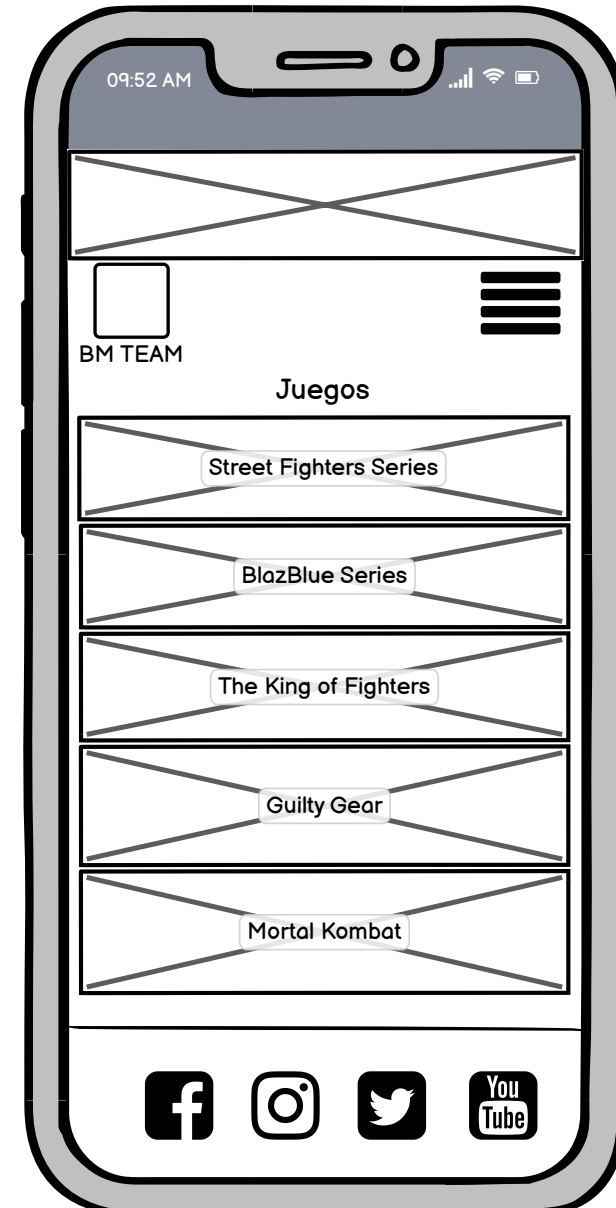 09:52 AM
BM TEAM
Juegos
Street Fighters Series
BlazBlue Series
The King of Fighters
Guilty Gear
Mortal Kombat
You
Tube